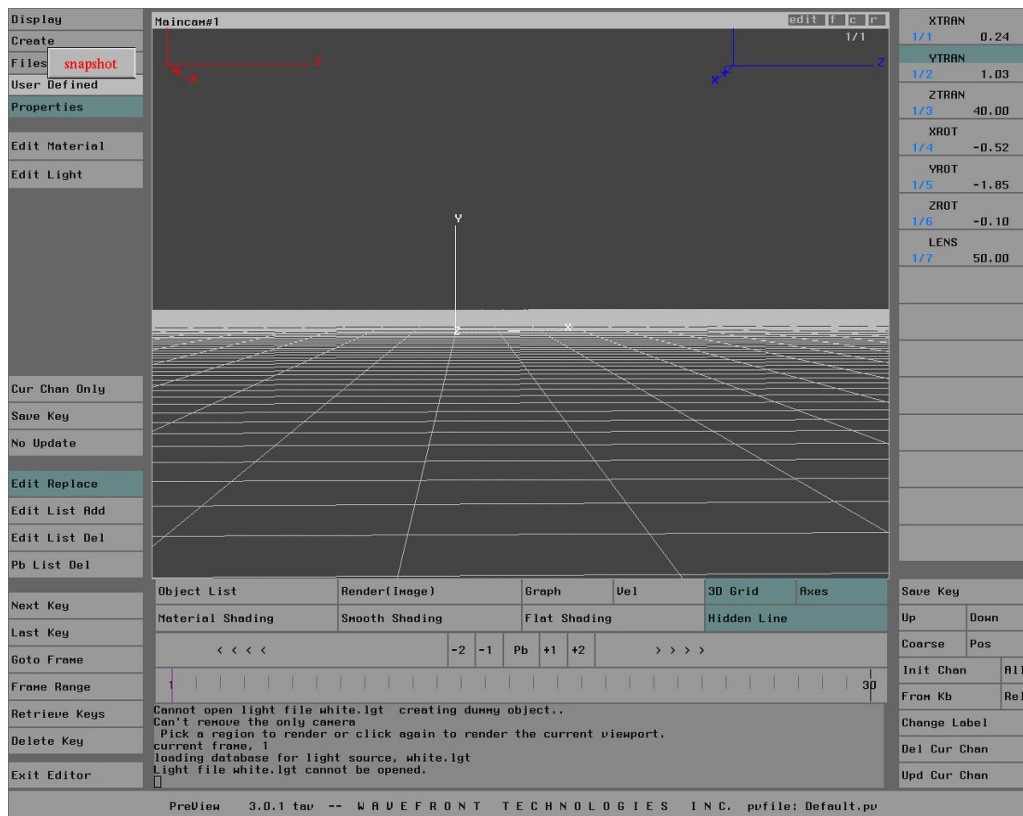 Display
Create
Files
snapshot
User Defined
Properties
Edit Material
Edit Light
Cur Chan Only
Save Key
No Update
Edit Replace
Edit List Add
Edit List Del
Pb List Del
Next Key
Last Key
Goto Frame
Frame Range
Retrieve Keys
Delete Key
Exit Editor
Maincam#1
edit f c r
1/1
Z
X
Z
X
Y
Z
X
Object List Render(Image) Graph Vel 3D Grid Axes
Material Shading Smooth Shading Flat Shading Hidden Line
< < < < -2 -1 Pb +1 +2 > > > >
1 30
Cannot open light file white.lgt creating dummy object..
Can't remove the only camera
Pick a region to render or click again to render the current viewport.
current frame, 1
loading database for light source, white.lgt
Light file white.lgt cannot be opened.
XTRAN
1/1 0.24
YTRAN
1/2 1.03
ZTRAN
1/3 40.00
XROT
1/4 -0.52
YROT
1/5 -1.85
ZROT
1/6 -0.10
LENS
1/7 50.00
Save Key
Up Down
Coarse Pos
Init Chan All
From Kb Rel
Change Label
Del Cur Chan
Upd Cur Chan
PreView 3.0.1 tav -- WAVEFRONT TECHNOLOGIES INC. pvfile: Default.pv